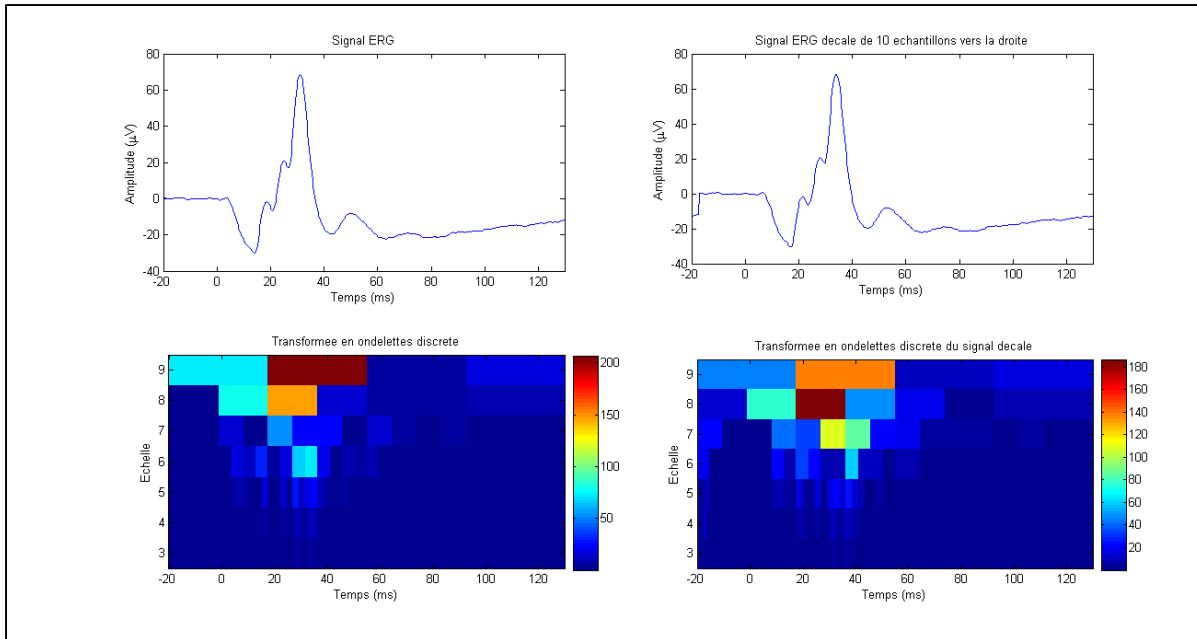 Signal ERG
80
60
40
20
0
-20
-40
Amplitude (µV)
-20 0 20 40 60 80 100 120
Temps (ms)
Signal ERG decale de 10 echantillons vers la droite
80
60
40
20
0
-20
-40
Amplitude (µV)
-20 0 20 40 60 80 100 120
Temps (ms)
Transformee en ondelettes discrete
9
8
7
6
5
4
3
Echelle
-20 0 20 40 60 80 100 120
Temps (ms)
200
150
100
50
Transformee en ondelettes discrete du signal decale
9
8
7
6
5
4
3
Echelle
-20 0 20 40 60 80 100 120
Temps (ms)
180
160
140
120
100
80
60
40
20